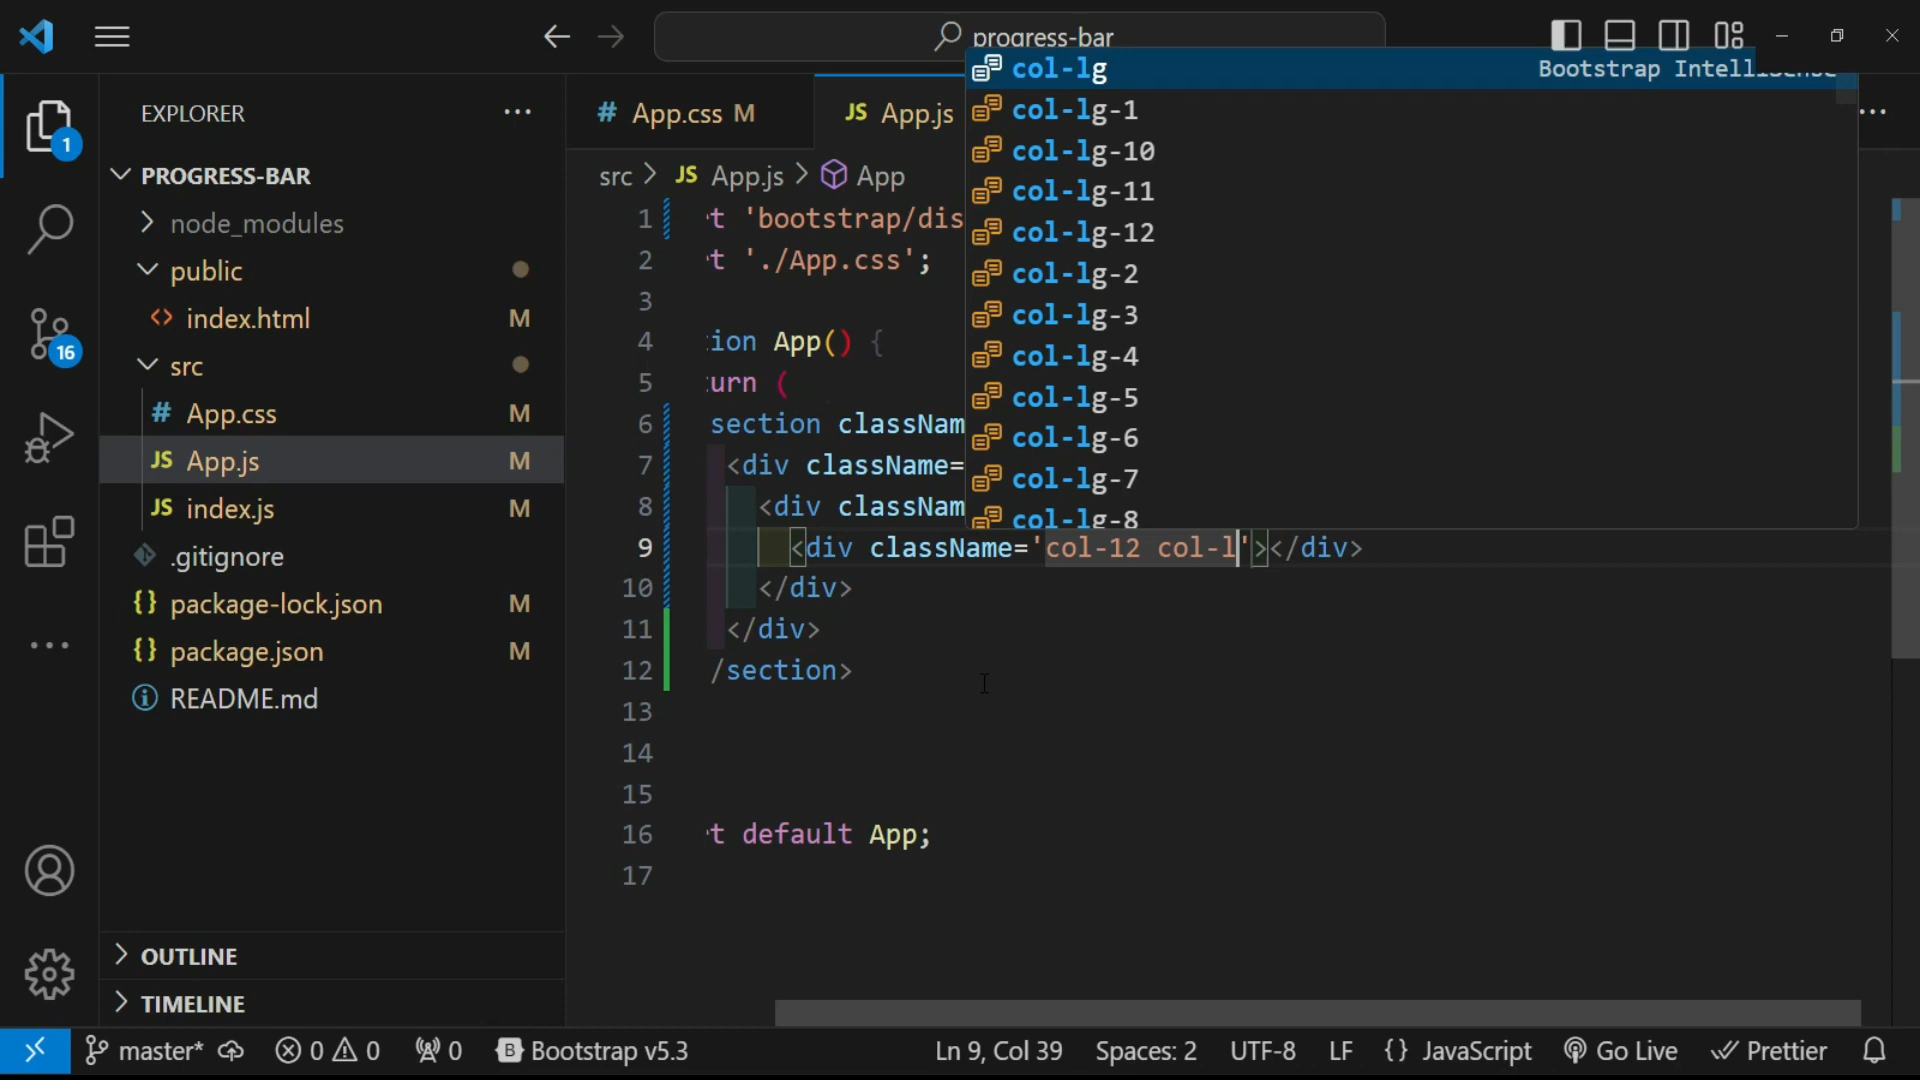 progress-bar
EXPLORER
# App.css M
JS App.js
PROGRESS-BAR
node_modules
public
<> index.html M
src
# App.css M
JS App.js M
JS index.js M
.gitignore
{} package-lock.json M
{} package.json M
README.md
OUTLINE
TIMELINE
1
16
src > JS App.js > App
1 t 'bootstrap/dis
2 t './App.css';
3
4 ion App() {
5 urn (
6 section classNam
7 <div className=
8 <div classNam
9 <div className='col-12 col-l'></div>
10 </div>
11 </div>
12 /section>
13
14
15
16 t default App;
17
col-lg Bootstrap IntelliSense
col-lg-1
col-lg-10
col-lg-11
col-lg-12
col-lg-2
col-lg-3
col-lg-4
col-lg-5
col-lg-6
col-lg-7
col-lg-8
master* 0 0 0 B Bootstrap v5.3 Ln 9, Col 39 Spaces: 2 UTF-8 LF {} JavaScript Go Live Prettier